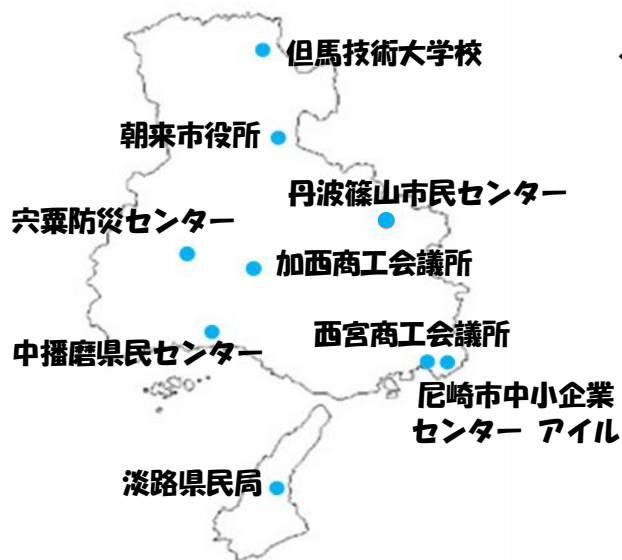 但馬技術大学校
朝来市役所
丹波篠山市民センター
宍粟防災センター
加西商工会議所
西宮商工会議所
中播磨県民センター
尼崎市中小企業
センター アイル
淡路県民局